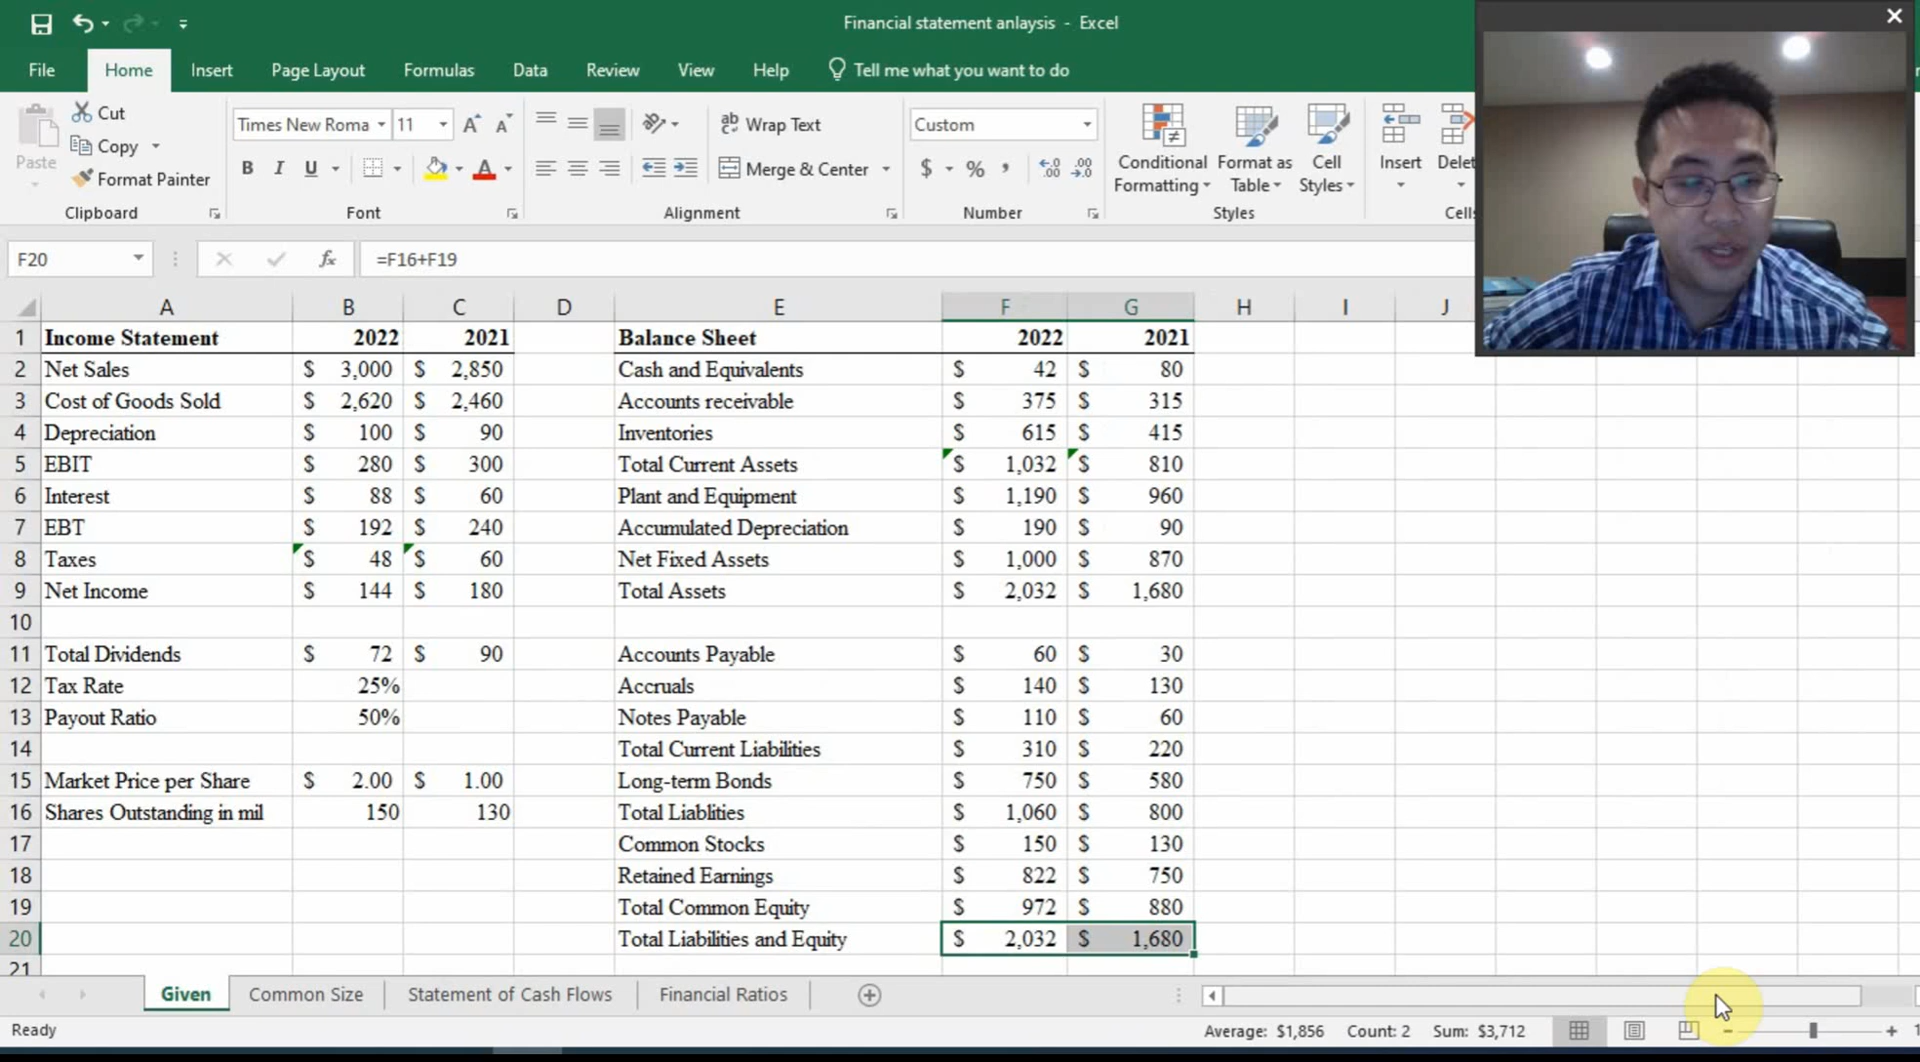 Financial statement anlaysis - Excel
File Home Insert Page Layout Formulas Data Review View Help Tell me what you want to do
Paste
Cut
Copy
Format Painter
Clipboard
Times New Roma 11
B I U
Font
Wrap Text
Merge & Center
Alignment
Custom
$ % ,
Number
Conditional Formatting
Format as Table
Cell Styles
Styles
Insert
Delet
Cells
F20 fx =F16+F19
A B C D E F G H I J
1 Income Statement 2022 2021 Balance Sheet 2022 2021
2 Net Sales $ 3,000 $ 2,850 Cash and Equivalents $ 42 $ 80
3 Cost of Goods Sold $ 2,620 $ 2,460 Accounts receivable $ 375 $ 315
4 Depreciation $ 100 $ 90 Inventories $ 615 $ 415
5 EBIT $ 280 $ 300 Total Current Assets $ 1,032 $ 810
6 Interest $ 88 $ 60 Plant and Equipment $ 1,190 $ 960
7 EBT $ 192 $ 240 Accumulated Depreciation $ 190 $ 90
8 Taxes $ 48 $ 60 Net Fixed Assets $ 1,000 $ 870
9 Net Income $ 144 $ 180 Total Assets $ 2,032 $ 1,680
10
11 Total Dividends $ 72 $ 90 Accounts Payable $ 60 $ 30
12 Tax Rate 25% Accruals $ 140 $ 130
13 Payout Ratio 50% Notes Payable $ 110 $ 60
14 Total Current Liabilities $ 310 $ 220
15 Market Price per Share $ 2.00 $ 1.00 Long-term Bonds $ 750 $ 580
16 Shares Outstanding in mil 150 130 Total Liablities $ 1,060 $ 800
17 Common Stocks $ 150 $ 130
18 Retained Earnings $ 822 $ 750
19 Total Common Equity $ 972 $ 880
20 Total Liabilities and Equity $ 2,032 $ 1,680
21
Given Common Size Statement of Cash Flows Financial Ratios
Ready Average: $1,856 Count: 2 Sum: $3,712